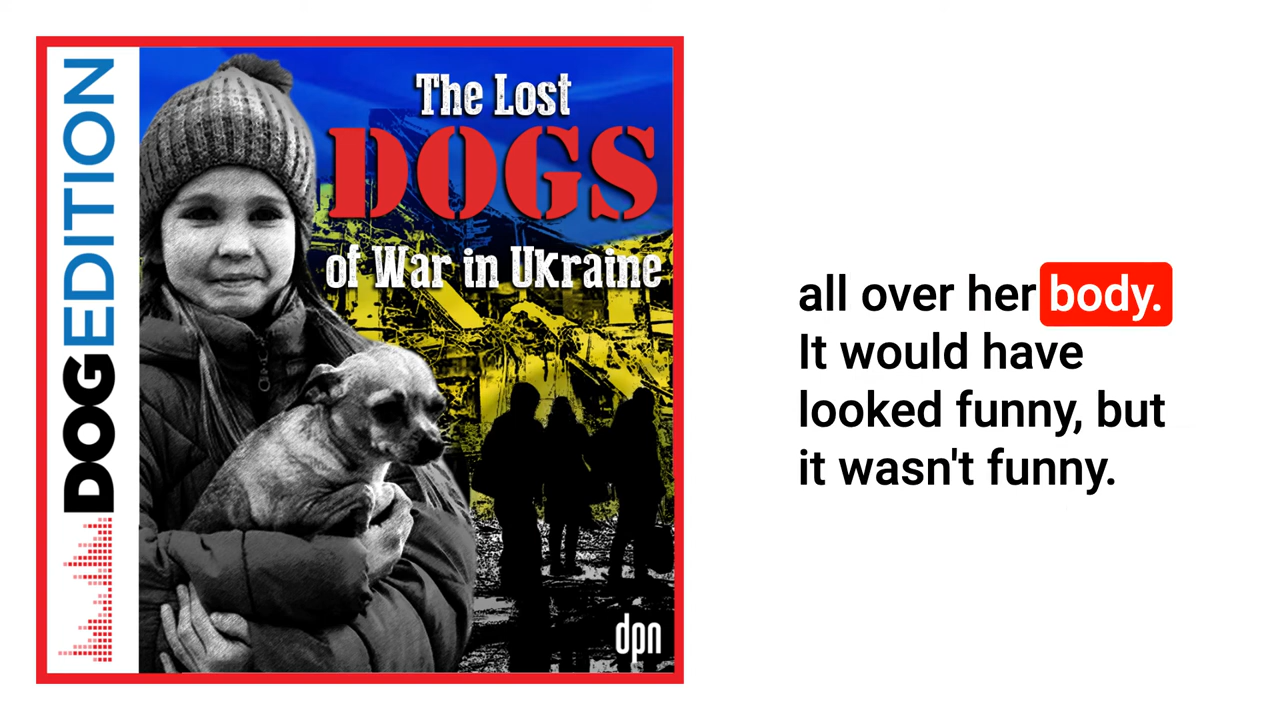 DOGEDITION
The Lost
DOGS
of War in Ukraine
dpn
all over her body.
It would have
looked funny, but
it wasn't funny.